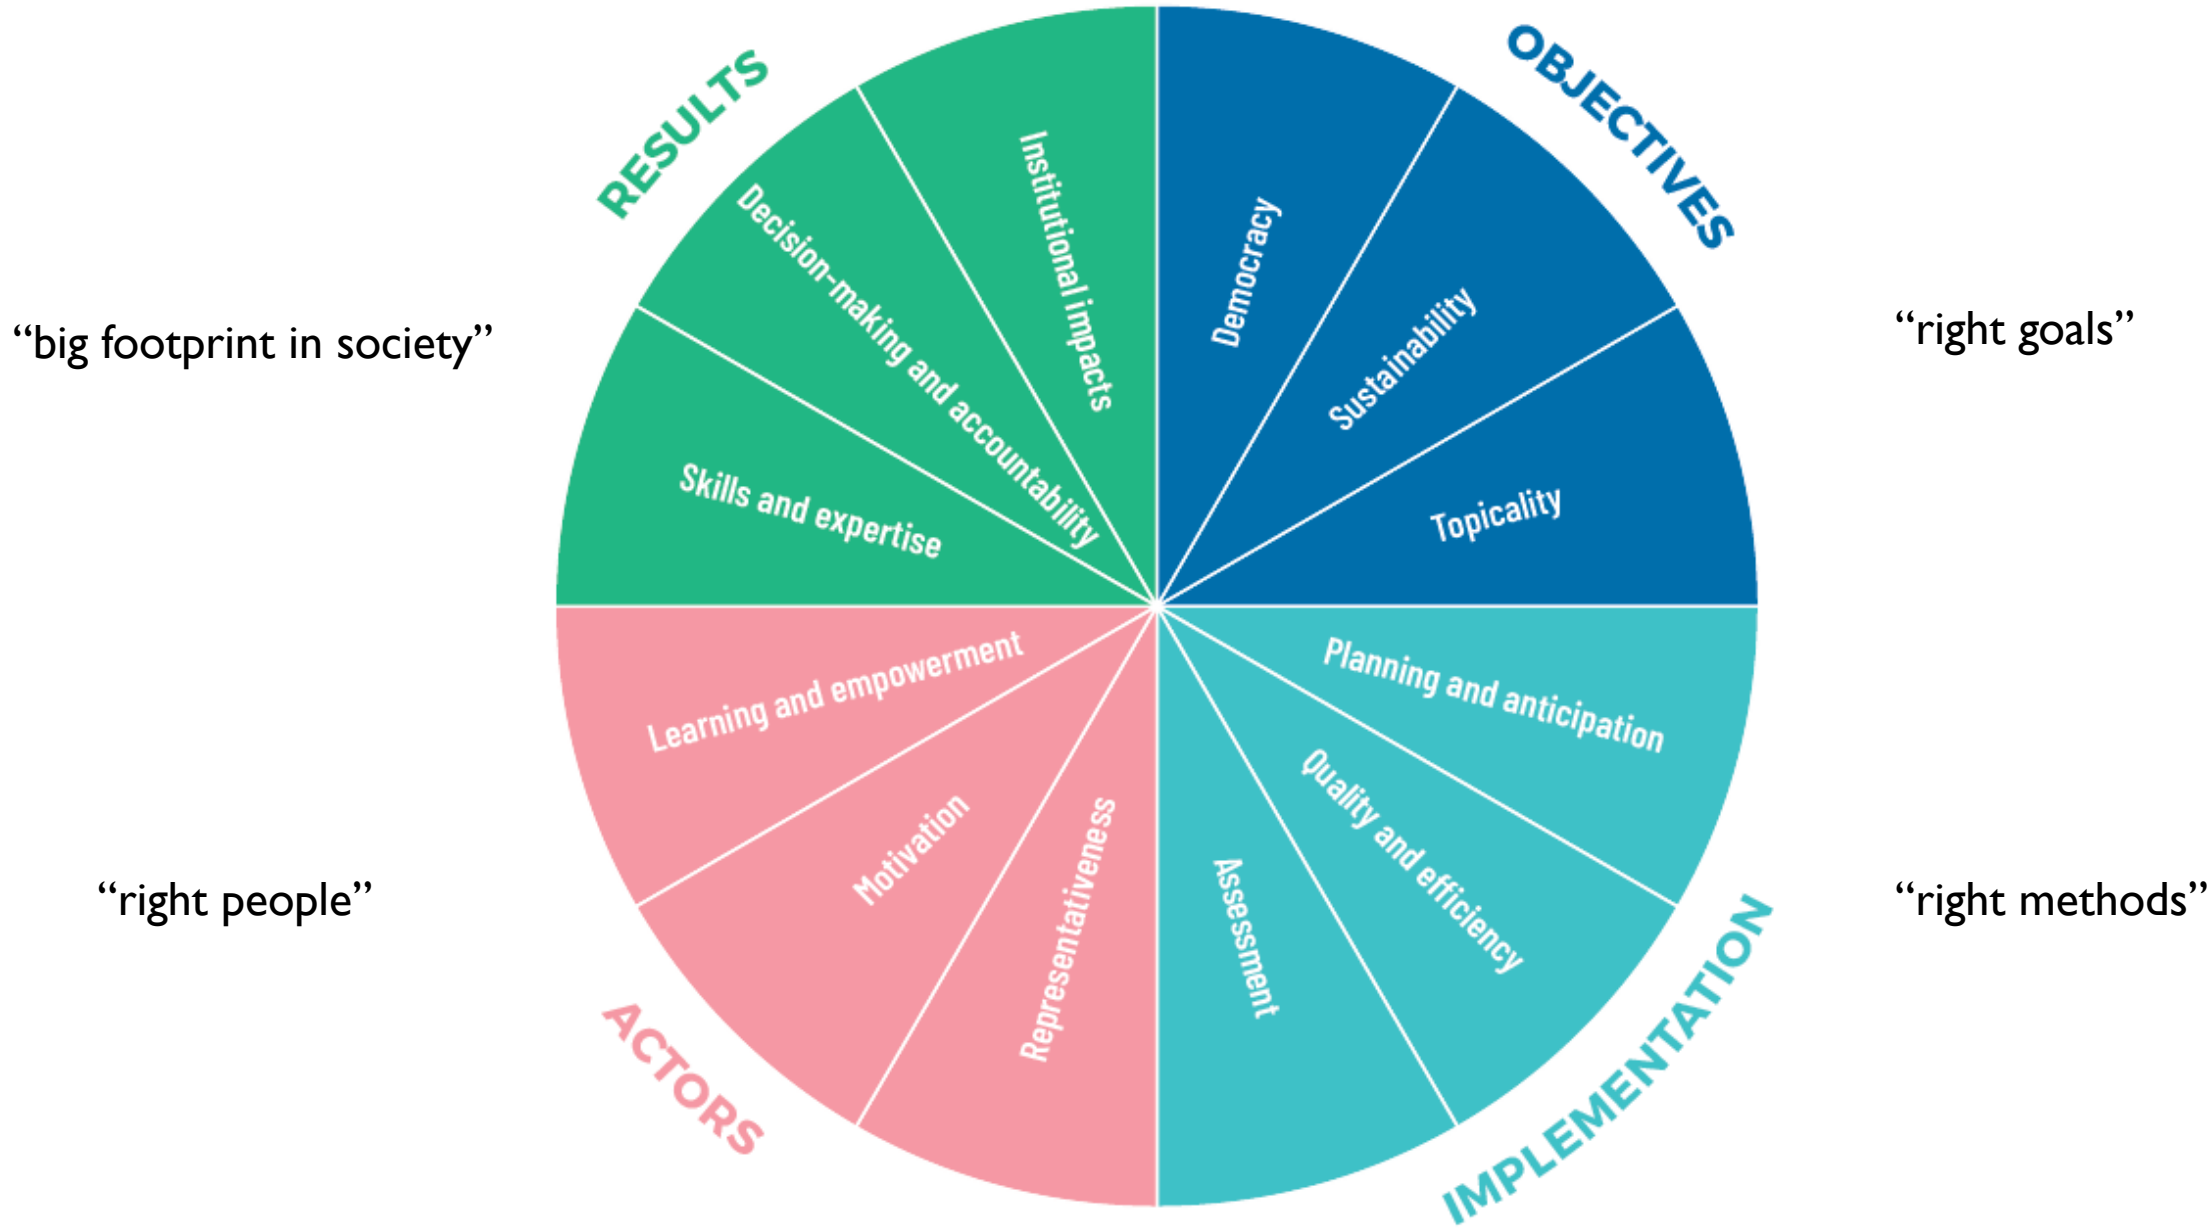 OBJECTIVES
“right goals”
Democracy
Sustainability
Topicality
IMPLEMENTATION
“right methods”
Planning and anticipation
Quality and efficiency
Assessment
ACTORS
“right people”
Representativeness
Motivation
Learning and empowerment
RESULTS
“big footprint in society”
Skills and expertise
Decision-making and accountability
Institutional impacts